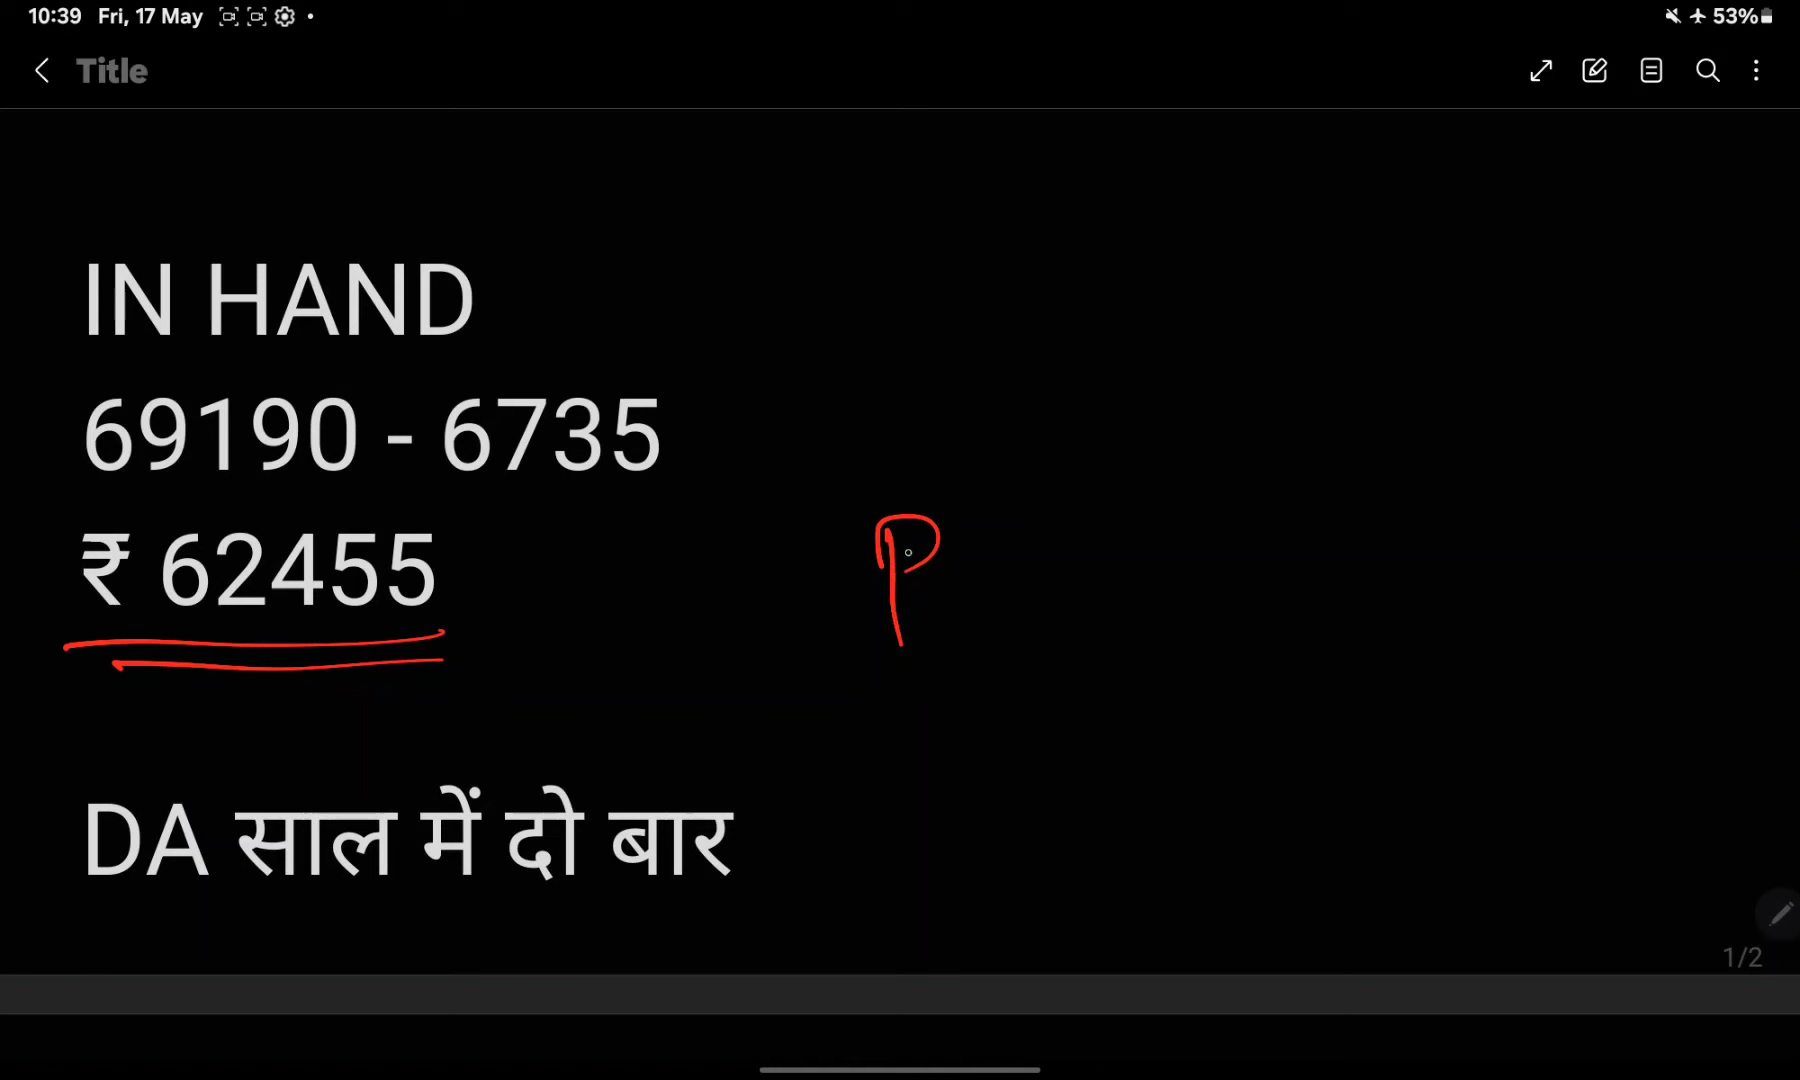 10:39 Fri, 17 May 53%
Title
IN HAND
69190 - 6735
₹ 62455
P
DA साल में दो बार
1/2